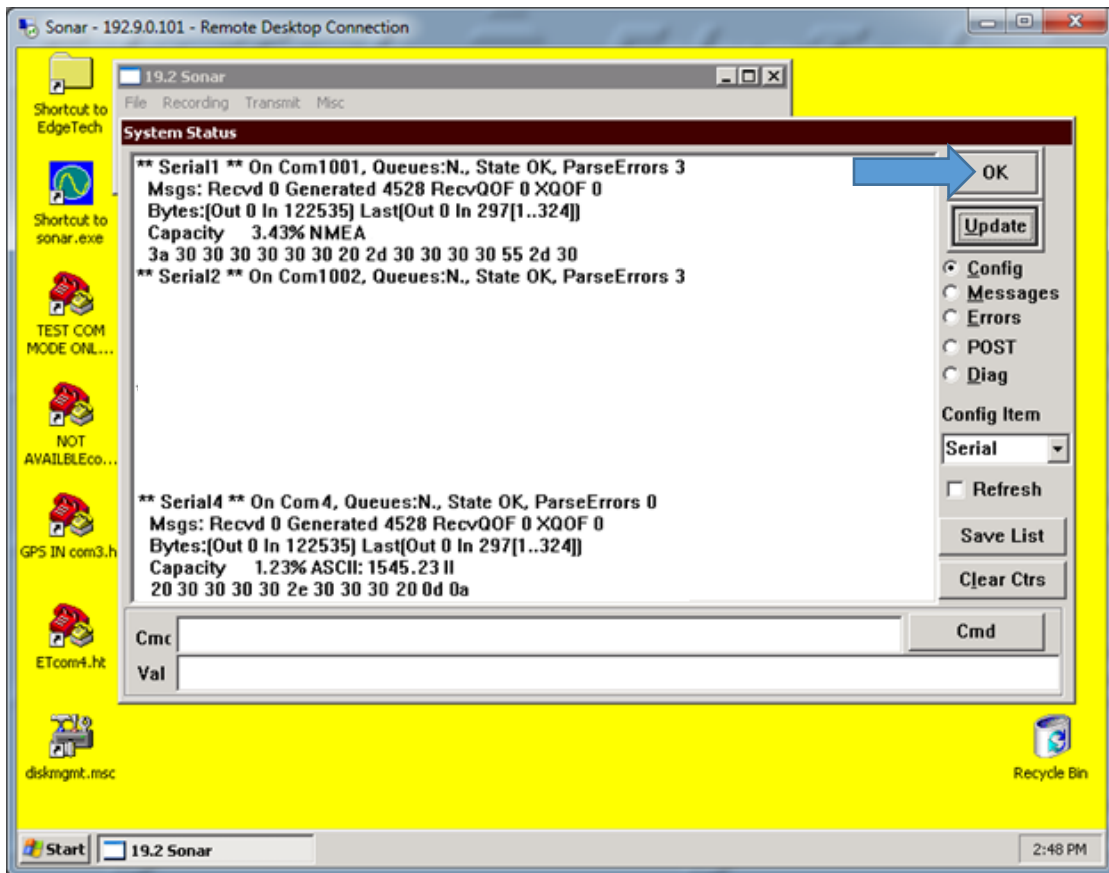 Sonar - 192.9.0.101 - Remote Desktop Connection
Shortcut to
EdgeTech
Shortcut to
sonar.exe
TEST COM
MODE ONL...
NOT
AVAILBLEco...
GPS IN com3.h
ETcom4.ht
diskmgmt.msc
19.2 Sonar
File Recording Transmit Misc
System Status
** Serial1 ** On Com1001, Queues:N., State OK, ParseErrors 3
Msgs: Recvd 0 Generated 4528 RecvQOF 0 XQOF 0
Bytes:(Out 0 In 122535) Last(Out 0 In 297[1..324])
Capacity 3.43% NMEA
3a 30 30 30 30 30 20 2d 30 30 30 30 55 2d 30
** Serial2 ** On Com1002, Queues:N., State OK, ParseErrors 3
** Serial4 ** On Com4, Queues:N., State OK, ParseErrors 0
Msgs: Recvd 0 Generated 4528 RecvQOF 0 XQOF 0
Bytes:(Out 0 In 122535) Last(Out 0 In 297[1..324])
Capacity 1.23% ASCII: 1545.23 II
20 30 30 30 30 2e 30 30 30 20 0d 0a
OK
Update
Config
Messages
Errors
POST
Diag
Config Item
Serial
Refresh
Save List
Clear Ctrs
Cmd
Val
Cmd
Recycle Bin
Start
19.2 Sonar
2:48 PM